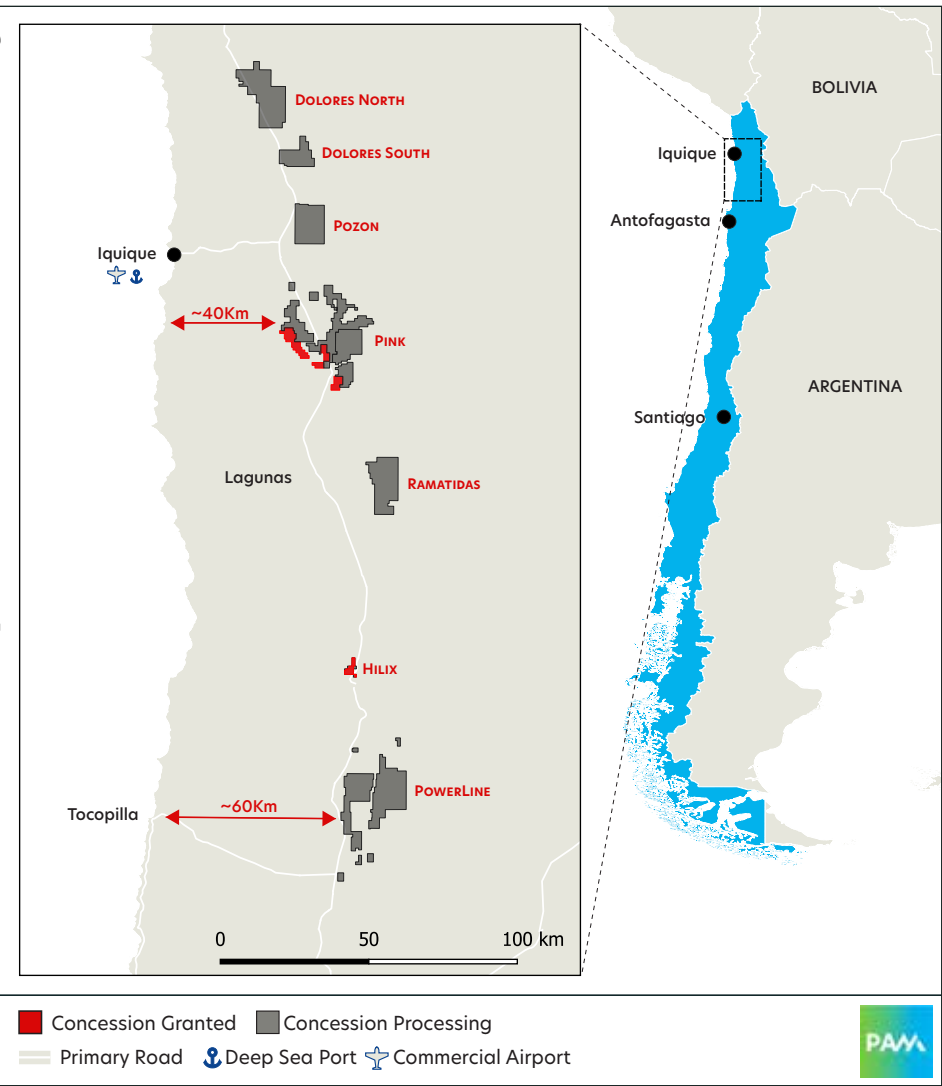 Dolores North
Dolores South
Pozon
Iquique
~40Km
Pink
Lagunas
Ramatidas
Hilix
PowerLine
Tocopilla
~60Km
0 50 100 km
BOLIVIA
Iquique
Antofagasta
ARGENTINA
Santiago
Concession Granted Concession Processing
Primary Road Deep Sea Port Commercial Airport
PAM